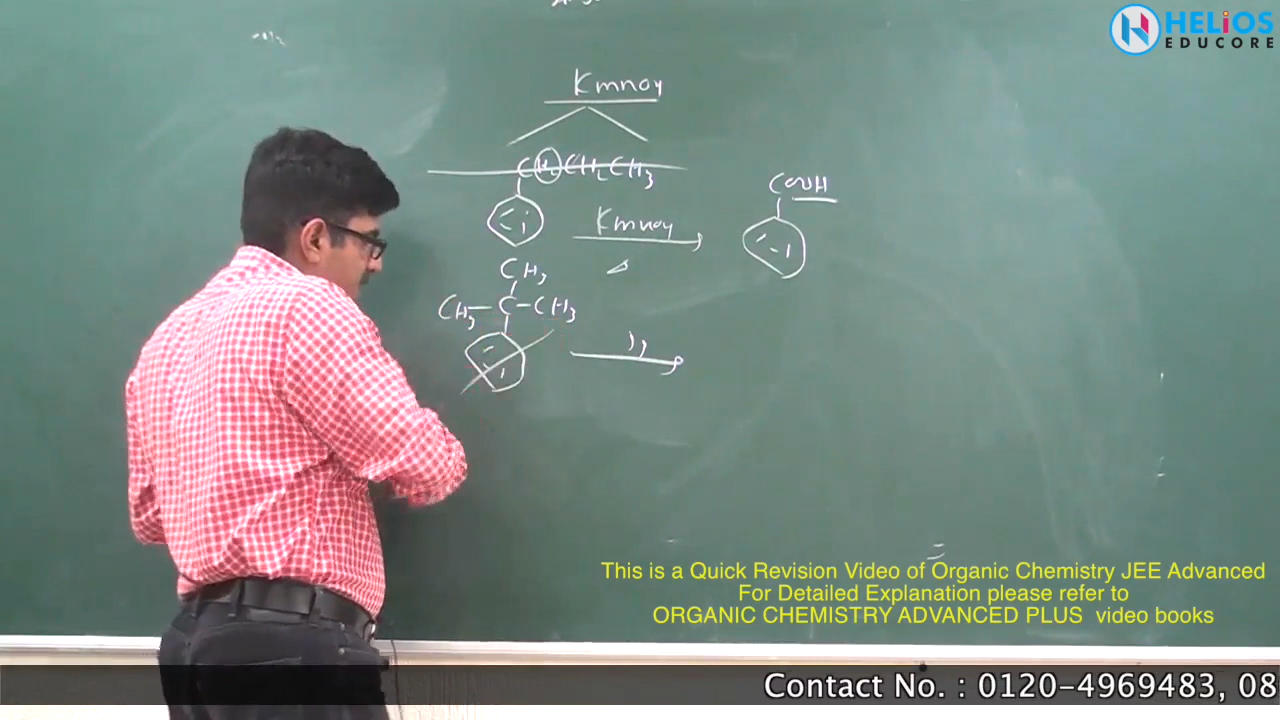 HELiOS
EDUCORE
Kmnoy
CH2CH2CH3
COOH
Kmnoy
Δ
CH3
CH3-C-CH3
,,
This is a Quick Revision Video of Organic Chemistry JEE Advanced
For Detailed Explanation please refer to
ORGANIC CHEMISTRY ADVANCED PLUS video books
Contact No. : 0120-4969483, 08